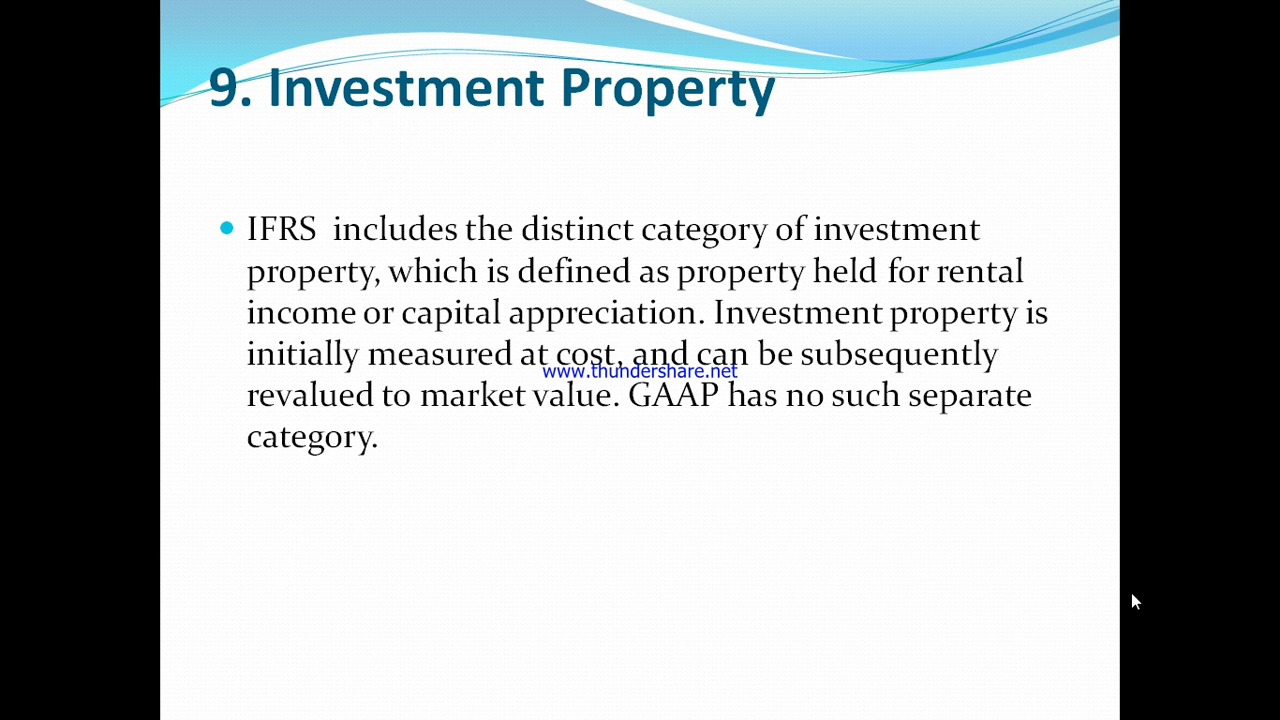 9. Investment Property
IFRS  includes the distinct category of investment
property, which is defined as property held for rental
income or capital appreciation. Investment property is
initially measured at cost, and can be subsequently
www.thundershare.net
revalued to market value. GAAP has no such separate
category.